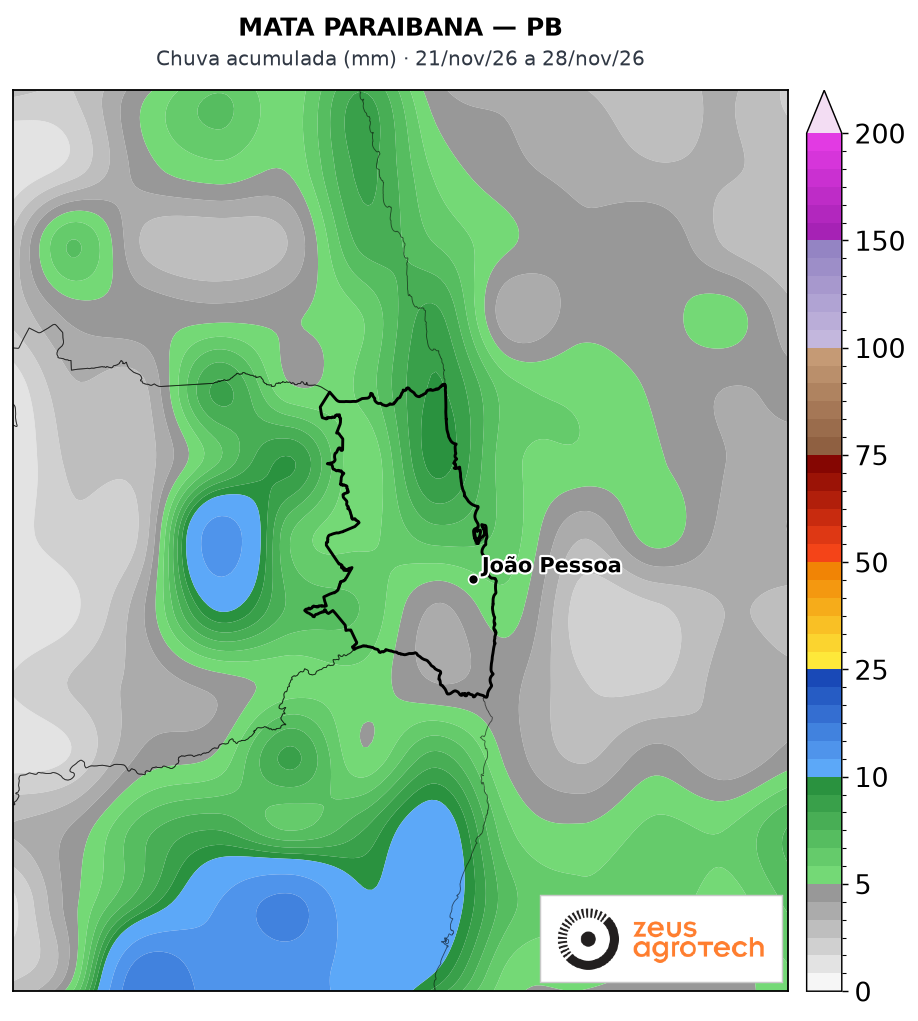 MATA PARAIBANA — PB
Chuva acumulada (mm) · 21/nov/26 a 28/nov/26
200
150
100
75
50
25
10
5
0
João Pessoa
zeus
agrotech